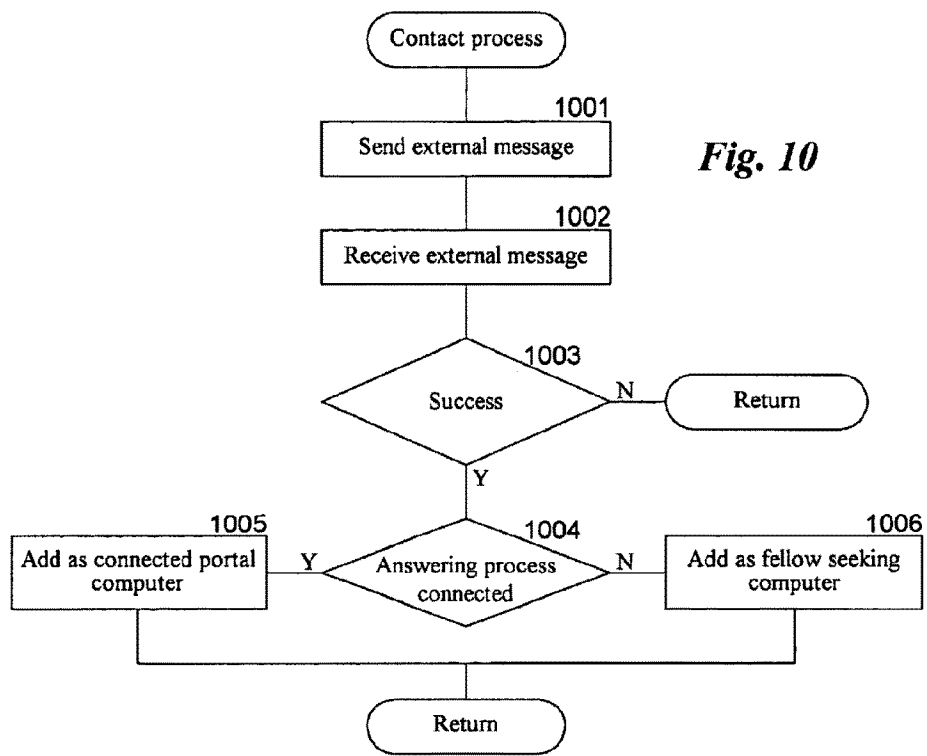 Contact process
1001
Send external message
Fig. 10
1002
Receive external message
1003
Success
N
Return
Y
1005
Add as connected portal
computer
Y
1004
Answering process
connected
N
1006
Add as fellow seeking
computer
Return